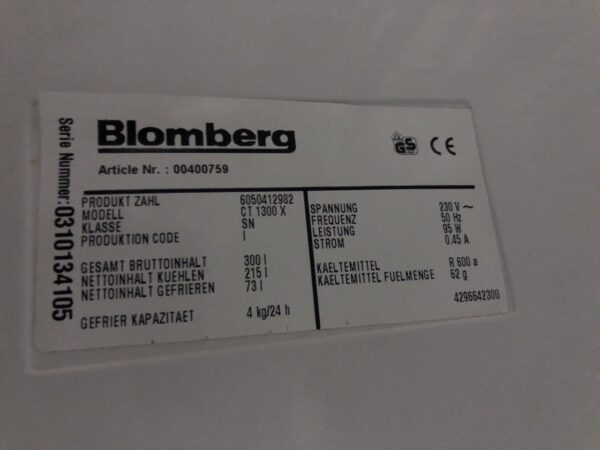 Serie Nummer: 0310134105
Blomberg
GS CE
Article Nr. : 00400759
PRODUKT ZAHL 6050412982
MODELL CT 1300 X
KLASSE SN
PRODUKTION CODE I
GESAMT BRUTTOINHALT 300 l
NETTOINHALT KUEHLEN 215 l
NETTOINHALT GEFRIEREN 73 l
GEFRIER KAPAZITAET 4 kg/24 h
SPANNUNG 230 V ~
FREQUENZ 50 Hz
LEISTUNG 95 W
STROM 0.45 A
KAELTEMITTEL R 600 a
KAELTEMITTEL FUELMENGE 62 g
4296642300